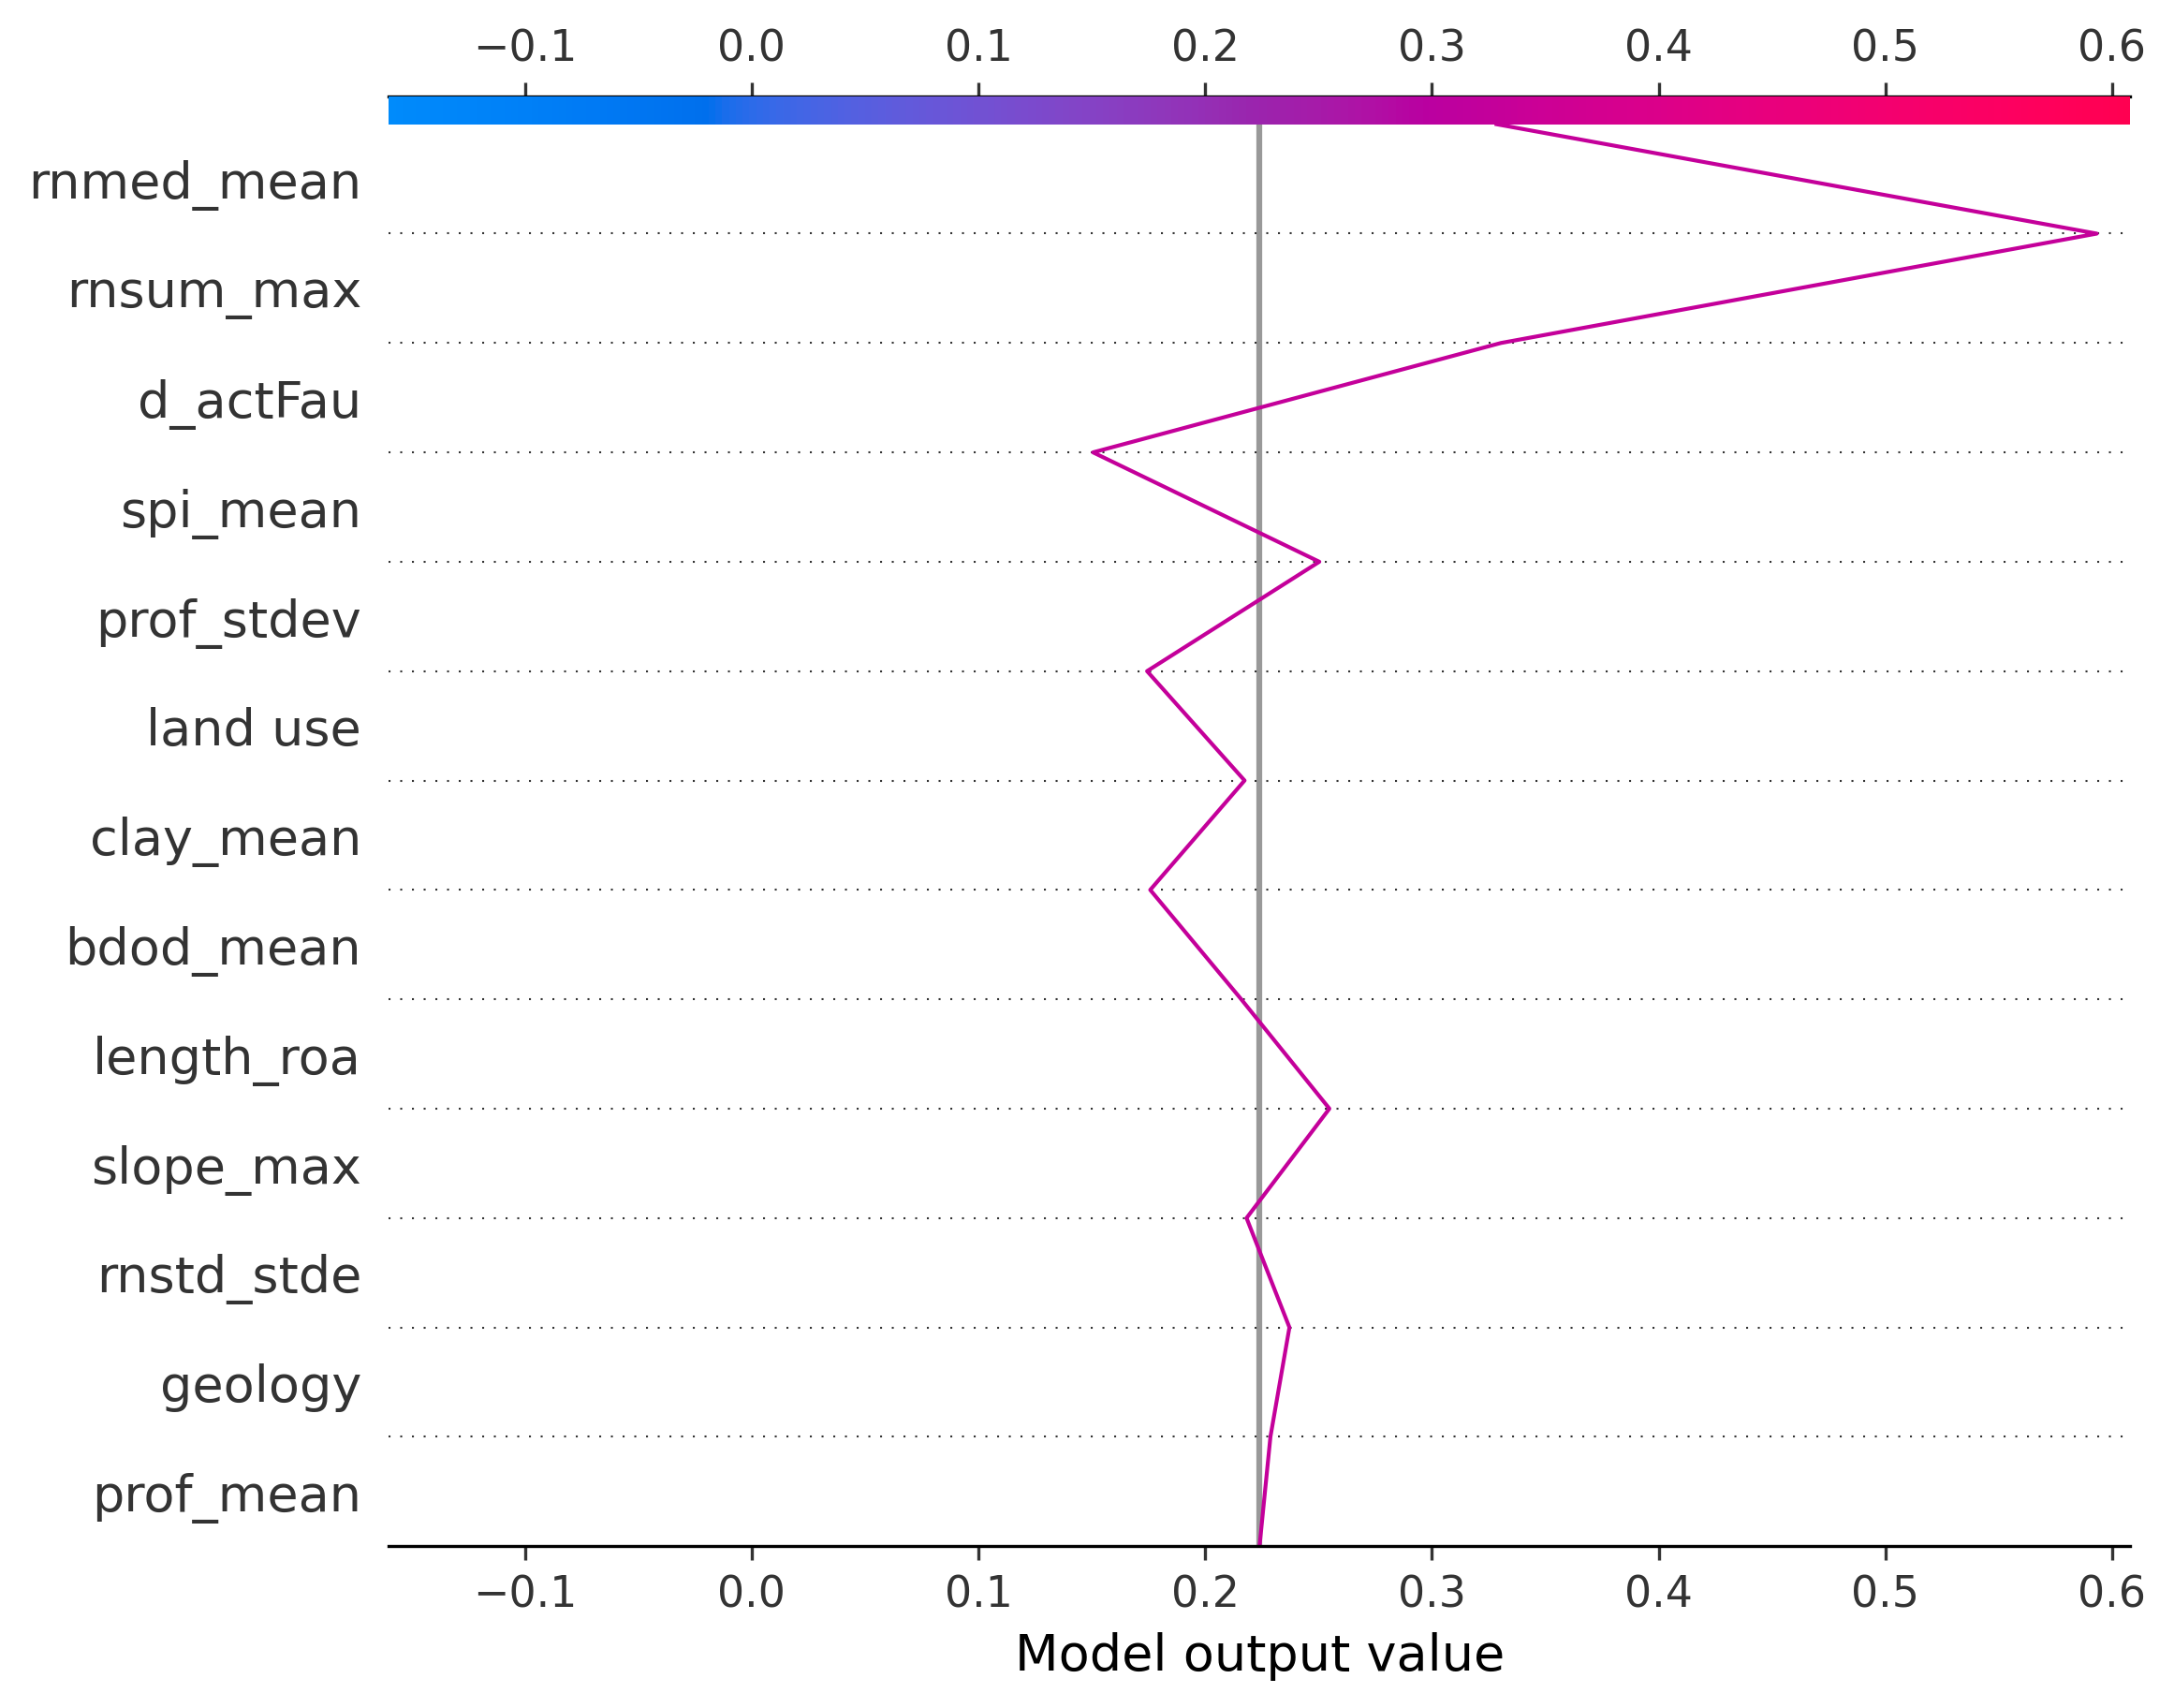 −0.1 0.0 0.1 0.2 0.3 0.4 0.5 0.6
rnmed_mean
rnsum_max
d_actFau
spi_mean
prof_stdev
land use
clay_mean
bdod_mean
length_roa
slope_max
rnstd_stde
geology
prof_mean
−0.1 0.0 0.1 0.2 0.3 0.4 0.5 0.6
Model output value